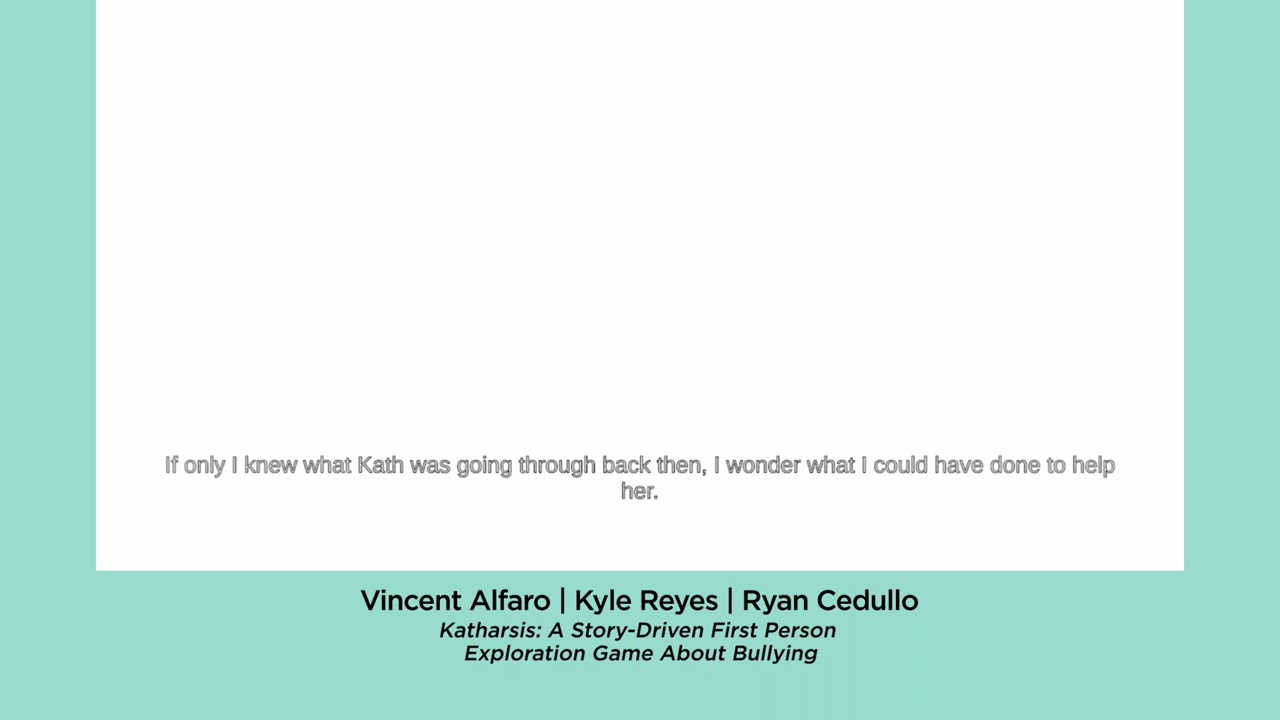 If only I knew what Kath was going through back then, I wonder what I could have done to help
her.
Vincent Alfaro | Kyle Reyes | Ryan Cedullo
Katharsis: A Story-Driven First Person
Exploration Game About Bullying